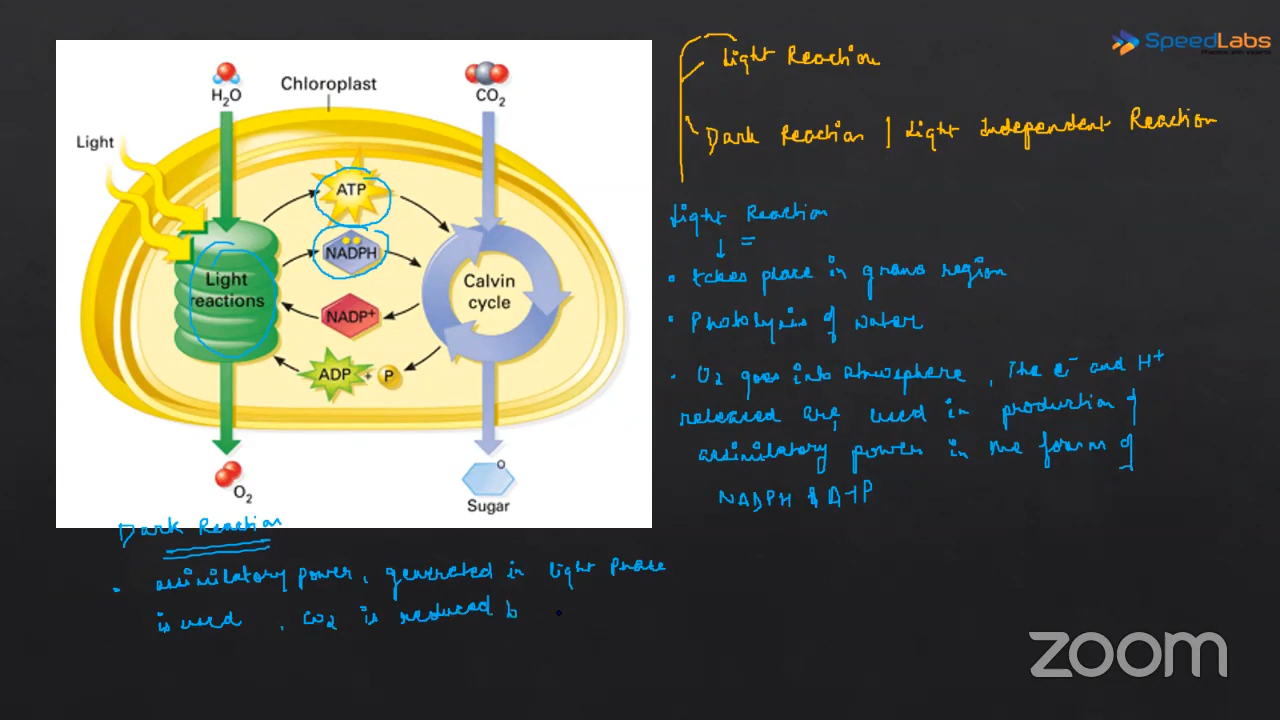 SpeedLabs
Light Reaction
Dark Reaction | Light Independent Reaction
H2O
Chloroplast
CO2
Light
ATP
NADPH
Light
reactions
Calvin
cycle
NADP+
ADP + P
O2
Sugar
Light Reaction
• takes place in grana region
• Photolysis of water
• O2 goes into atmosphere, The e- and H+
released are, used in production of
assimilatory power in the form of
NADPH & ATP
Dark Reaction
• assimilatory power, generated in light phase
is used, CO2 is reduced b
zoom